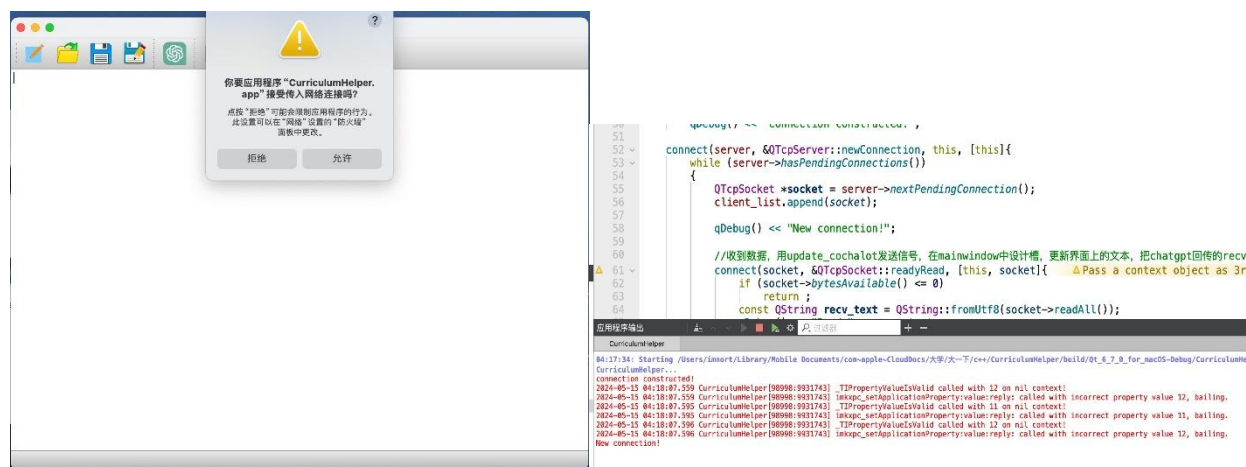 ?
你要应用程序“CurriculumHelper.
app”接受传入网络连接吗?
点按“拒绝”可能会限制应用程序的行为。
此设置可以在“网络”设置的“防火墙”
面板中更改。
拒绝 允许
51
52 connect(server, &QTcpServer::newConnection, this, [this]{
53 while (server->hasPendingConnections())
54 {
55 QTcpSocket *socket = server->nextPendingConnection();
56 client_list.append(socket);
57
58 qDebug() << "New connection!";
59
60 //收到数据, 用update_cochalot发送信号, 在mainwindow中设计槽, 更新界面上的文本, 把chatgpt回传的recv
61 connect(socket, &QTcpSocket::readyRead, [this, socket]{ Pass a context object as 3r
62 if (socket->bytesAvailable() <= 0)
63 return ;
64 const QString recv_text = QString::fromUtf8(socket->readAll());
应用程序输出 过滤器
CurriculumHelper
04:17:34: Starting /Users/immort/Library/Mobile Documents/com~apple~CloudDocs/大学/大一下/c++/CurriculumHelper/build/Qt_6_7_0_for_macOS-Debug/CurriculumHe
CurriculumHelper...
connection constructed!
2024-05-15 04:18:07.559 CurriculumHelper[98998:9931743] _TIPropertyValueIsValid called with 12 on nil context!
2024-05-15 04:18:07.559 CurriculumHelper[98998:9931743] imkxpc_setApplicationProperty:value:reply: called with incorrect property value 12, bailing.
2024-05-15 04:18:07.595 CurriculumHelper[98998:9931743] _TIPropertyValueIsValid called with 11 on nil context!
2024-05-15 04:18:07.595 CurriculumHelper[98998:9931743] imkxpc_setApplicationProperty:value:reply: called with incorrect property value 11, bailing.
2024-05-15 04:18:07.596 CurriculumHelper[98998:9931743] _TIPropertyValueIsValid called with 12 on nil context!
2024-05-15 04:18:07.596 CurriculumHelper[98998:9931743] imkxpc_setApplicationProperty:value:reply: called with incorrect property value 12, bailing.
New connection!